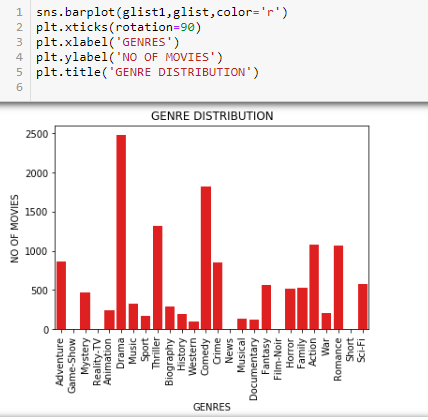 1 sns.barplot(glist1,glist,color='r')
2 plt.xticks(rotation=90)
3 plt.xlabel('GENRES')
4 plt.ylabel('NO OF MOVIES')
5 plt.title('GENRE DISTRIBUTION')
6
GENRE DISTRIBUTION
NO OF MOVIES
2500
2000
1500
1000
500
0
Adventure
Game-Show
Mystery
Reality-TV
Animation
Drama
Music
Sport
Thriller
Biography
History
Western
Comedy
Crime
News
Musical
Documentary
Fantasy
Film-Noir
Horror
Family
Action
War
Romance
Short
Sci-Fi
GENRES